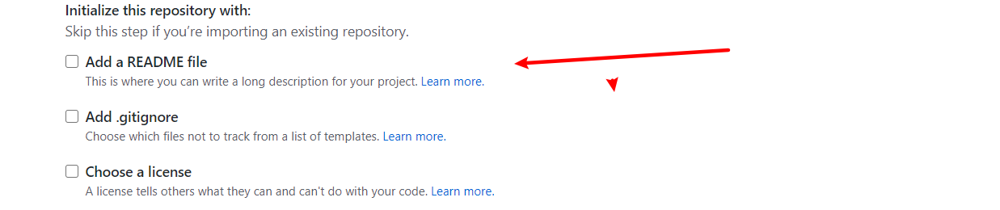 Initialize this repository with:
Skip this step if you’re importing an existing repository.
Add a README file
This is where you can write a long description for your project. Learn more.
Add .gitignore
Choose which files not to track from a list of templates. Learn more.
Choose a license
A license tells others what they can and can't do with your code. Learn more.